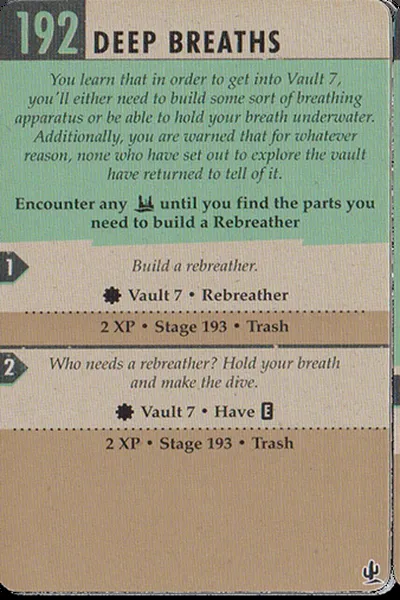 192 DEEP BREATHS
You learn that in order to get into Vault 7,
you'll either need to build some sort of breathing
apparatus or be able to hold your breath underwater.
Additionally, you are warned that for whatever
reason, none who have set out to explore the vault
have returned to tell of it.
Encounter any until you find the parts you
need to build a Rebreather
1
Build a rebreather.
Vault 7 • Rebreather
2 XP • Stage 193 • Trash
2
Who needs a rebreather? Hold your breath
and make the dive.
Vault 7 • Have E
2 XP • Stage 193 • Trash